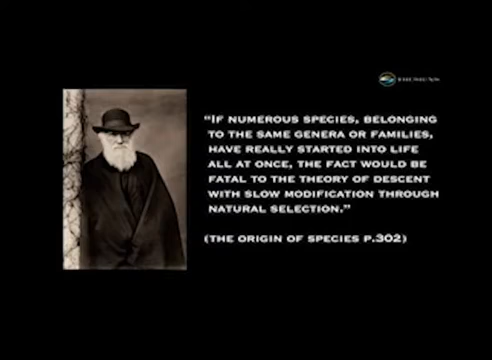 "IF NUMEROUS SPECIES, BELONGING
TO THE SAME GENERA OR FAMILIES,
HAVE REALLY STARTED INTO LIFE
ALL AT ONCE, THE FACT WOULD BE
FATAL TO THE THEORY OF DESCENT
WITH SLOW MODIFICATION THROUGH
NATURAL SELECTION."
(THE ORIGIN OF SPECIES P.302)